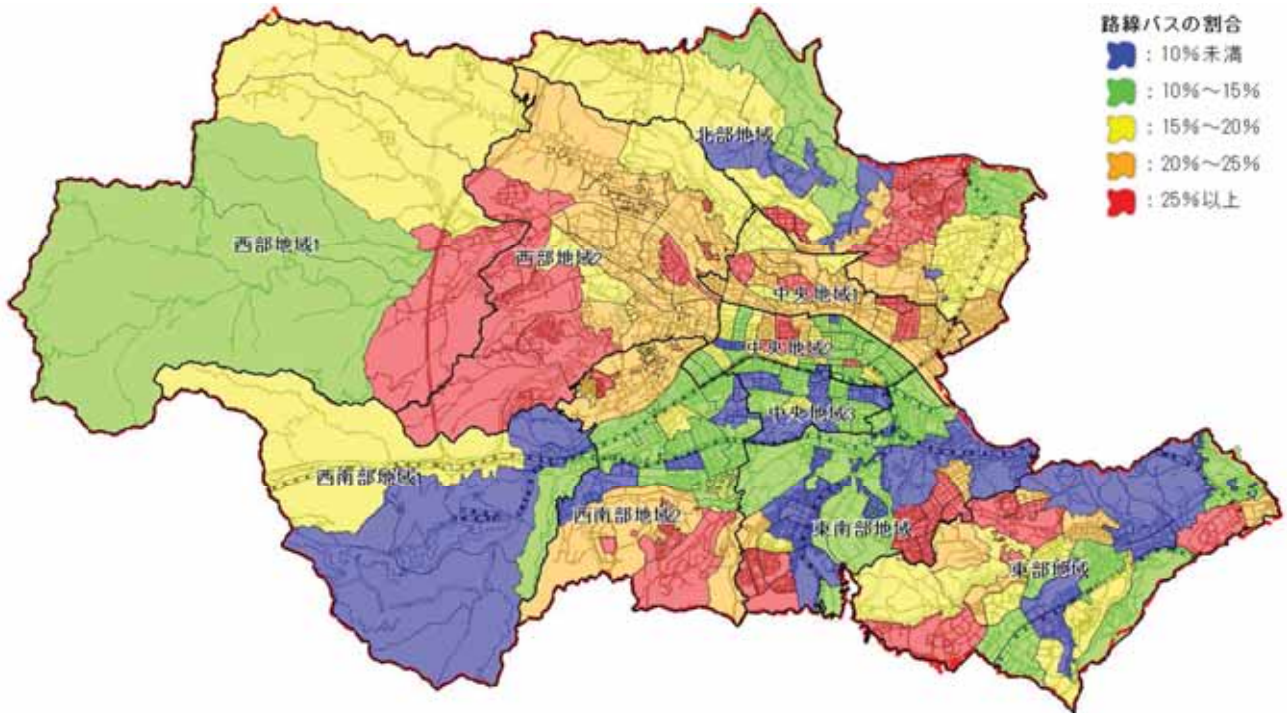 路線バスの割合
：10%未満
：10%～15%
：15%～20%
：20%～25%
：25%以上
北部地域
西部地域1
西部地域2
中央地域1
中央地域2
中央地域3
西南部地域1
西南部地域2
東南部地域
東部地域